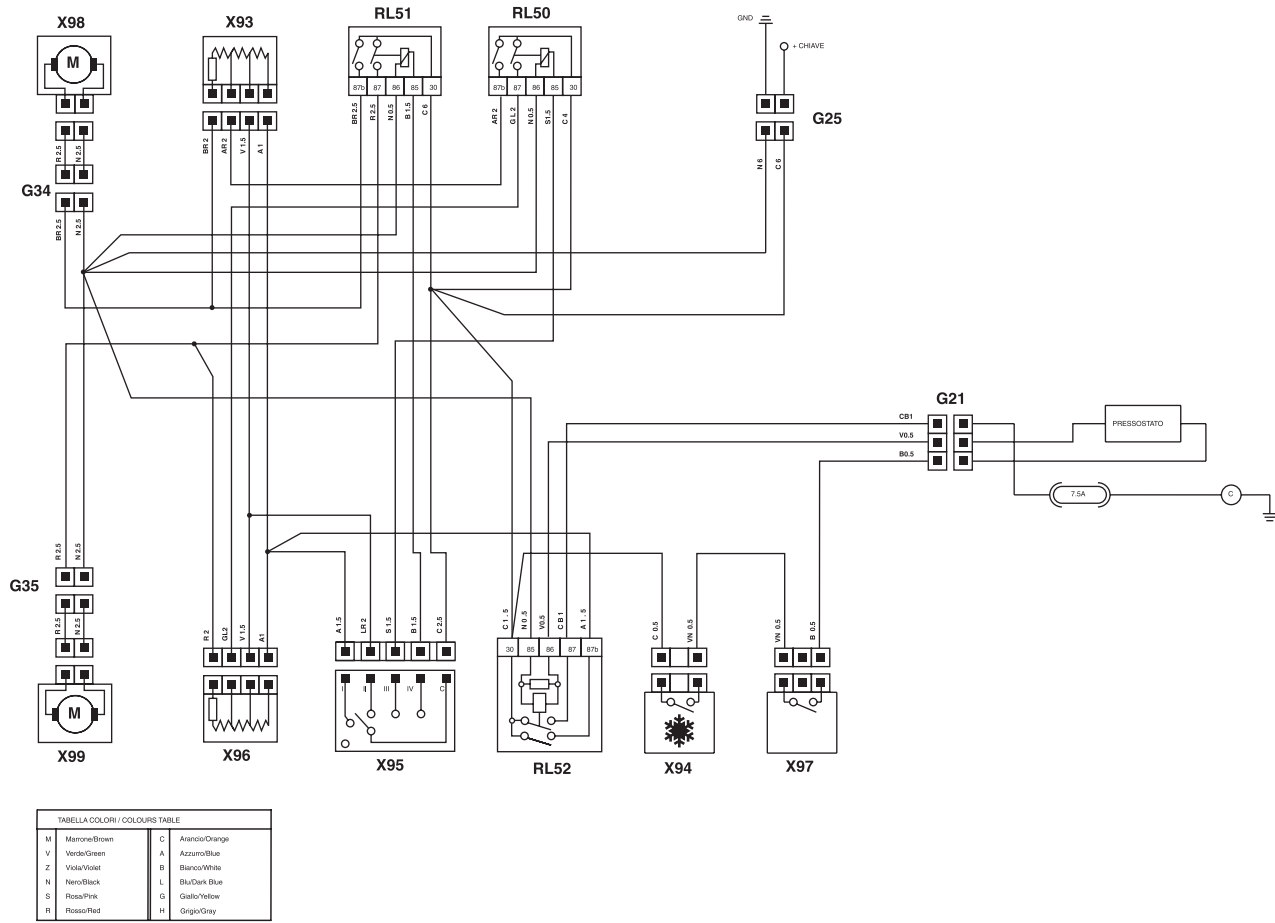 X98
X93
RL51
RL50
GND
+ CHIAVE
M
87b 87 86 85 30
87b 87 86 85 30
G25
BR 2.5
R 2.5
N 0.5
B 1.5
C 6
AR 2
G L 2
N 0.5
S1.5
C 4
BR 2
AR 2
V 1.5
A 1
R 2.5
N 2.5
N 6
C 6
G34
BR 2.5
N 2.5
G21
CB1
V0.5
B0.5
PRESSOSTATO
7.5A
C
R 2.5
N 2.5
G35
R 2.5
N 2.5
R 2
GL2
V 1.5
A1
A 1.5
LR 2
S 1.5
B 1.5
C 2.5
C 1 . 5
N 0 .5
V0.5
C B 1
A 1 . 5
C 0.5
VN 0.5
VN 0.5
B 0.5
30 85 86 87 87b
I II III IV C
M
X99
X96
X95
RL52
X94
X97
TABELLA COLORI / COLOURS TABLE
M Marrone/Brown C Arancio/Orange
V Verde/Green A Azzurro/Blue
Z Viola/Violet B Bianco/White
N Nero/Black L Blu/Dark Blue
S Rosa/Pink G Giallo/Yellow
R Rosso/Red H Grigio/Gray